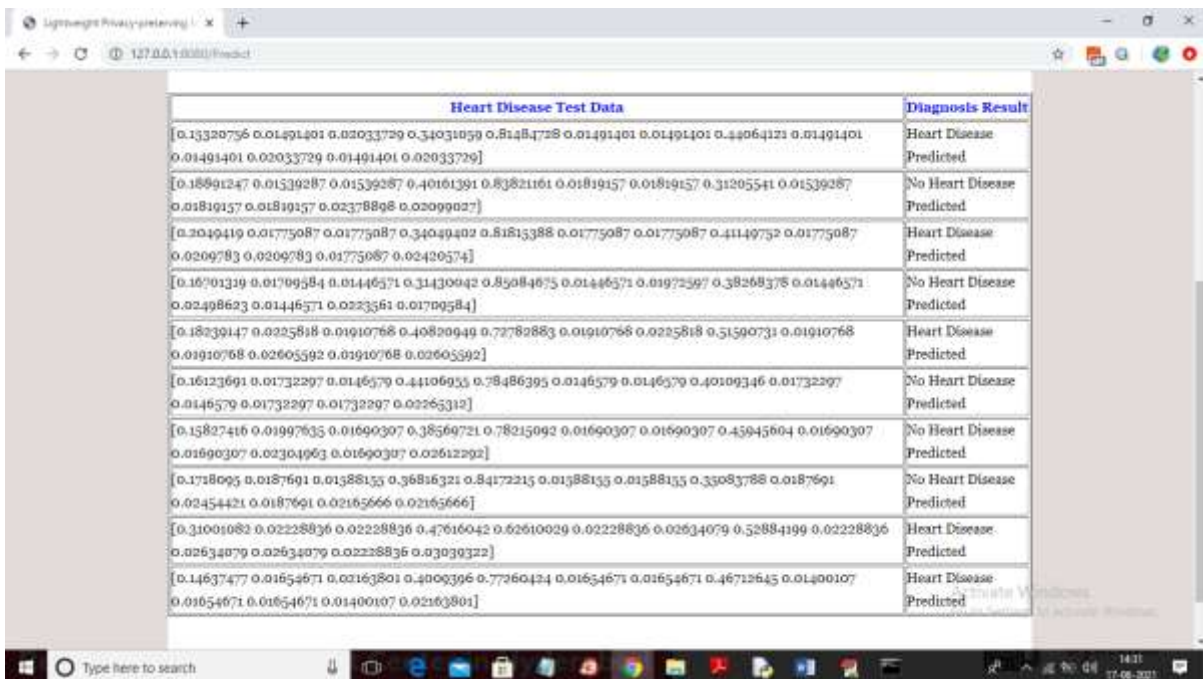 Lightweight Privacy-preserving
127.0.0.1:8080/Predict
Heart Disease Test Data Diagnosis Result
[0.15320756 0.01491401 0.02033729 0.34031059 0.81484728 0.01491401 0.01491401 0.44064121 0.01491401 Heart Disease
0.01491401 0.02033729 0.01491401 0.02033729] Predicted
[0.18891247 0.01539287 0.01539287 0.40161391 0.83821161 0.01819157 0.01819157 0.31205541 0.01539287 No Heart Disease
0.01819157 0.01819157 0.02378898 0.02099027] Predicted
[0.2049419 0.01775087 0.01775087 0.34049402 0.81815388 0.01775087 0.01775087 0.41149752 0.01775087 Heart Disease
0.0209783 0.0209783 0.01775087 0.02420574] Predicted
[0.16701319 0.01709584 0.01446571 0.31430042 0.85084675 0.01446571 0.01972597 0.38268378 0.01446571 No Heart Disease
0.02498623 0.01446571 0.0223561 0.01709584] Predicted
[0.18239147 0.0225818 0.01910768 0.40820949 0.72782883 0.01910768 0.0225818 0.51590731 0.01910768 Heart Disease
0.01910768 0.02605592 0.01910768 0.02605592] Predicted
[0.16123691 0.01732297 0.0146579 0.44106955 0.78486395 0.0146579 0.0146579 0.40109346 0.01732297 No Heart Disease
0.0146579 0.01732297 0.01732297 0.02265312] Predicted
[0.15827416 0.01997635 0.01690307 0.38569721 0.78215092 0.01690307 0.01690307 0.45945604 0.01690307 No Heart Disease
0.01690307 0.02304963 0.01690307 0.02612292] Predicted
[0.1718095 0.0187691 0.01588155 0.36816321 0.84172215 0.01588155 0.01588155 0.35083788 0.0187691 No Heart Disease
0.02454421 0.0187691 0.02165666 0.02165666] Predicted
[0.31001082 0.02228836 0.02228836 0.47616042 0.62610029 0.02228836 0.02634079 0.52884199 0.02228836 Heart Disease
0.02634079 0.02634079 0.02228836 0.03039322] Predicted
[0.14637477 0.01654671 0.02163801 0.4009396 0.77260424 0.01654671 0.01654671 0.46712645 0.01400107 Heart Disease
0.01654671 0.01654671 0.01400107 0.02163801] Predicted
Activate Windows
Type here to search
14:31
17-06-2021